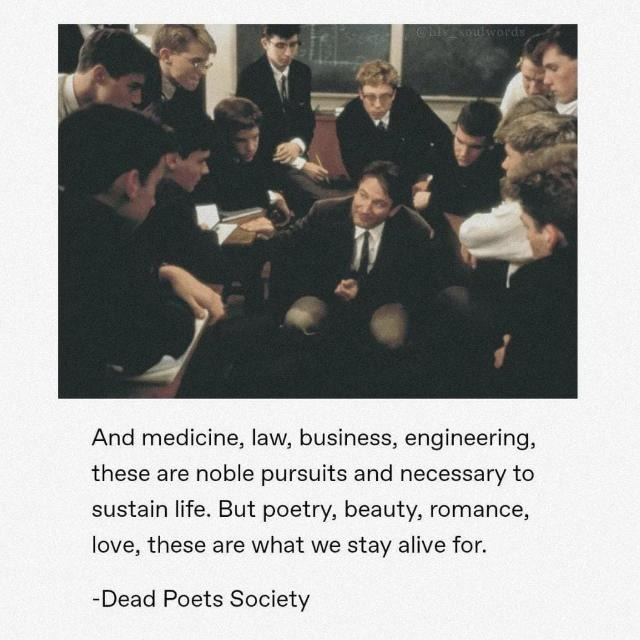 @his_soulwords
And medicine, law, business, engineering,
these are noble pursuits and necessary to
sustain life. But poetry, beauty, romance,
love, these are what we stay alive for.
-Dead Poets Society